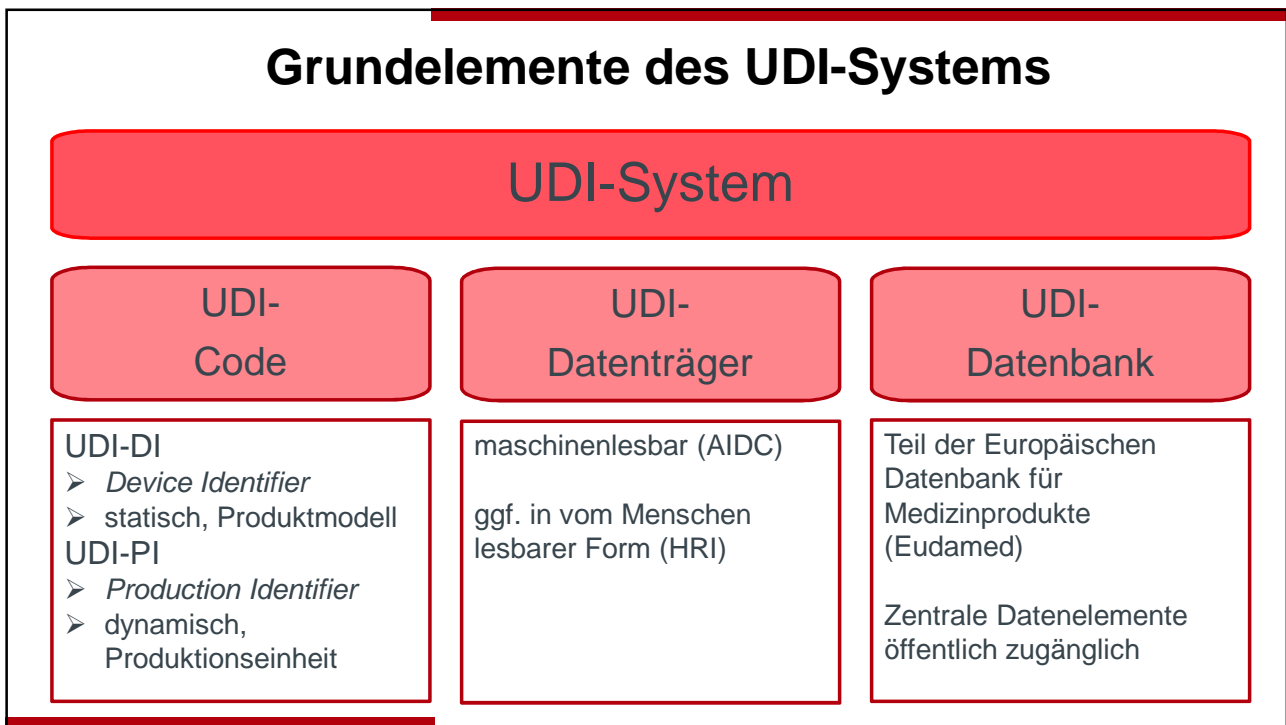 Grundelemente des UDI-Systems
UDI-System
UDI-
Code
UDI-
Datenträger
UDI-
Datenbank
UDI-DI
➢ Device Identifier
➢ statisch, Produktmodell
UDI-PI
➢ Production Identifier
➢ dynamisch,
Produktionseinheit
maschinenlesbar (AIDC)
ggf. in vom Menschen
lesbarer Form (HRI)
Teil der Europäischen
Datenbank für
Medizinprodukte
(Eudamed)
Zentrale Datenelemente
öffentlich zugänglich